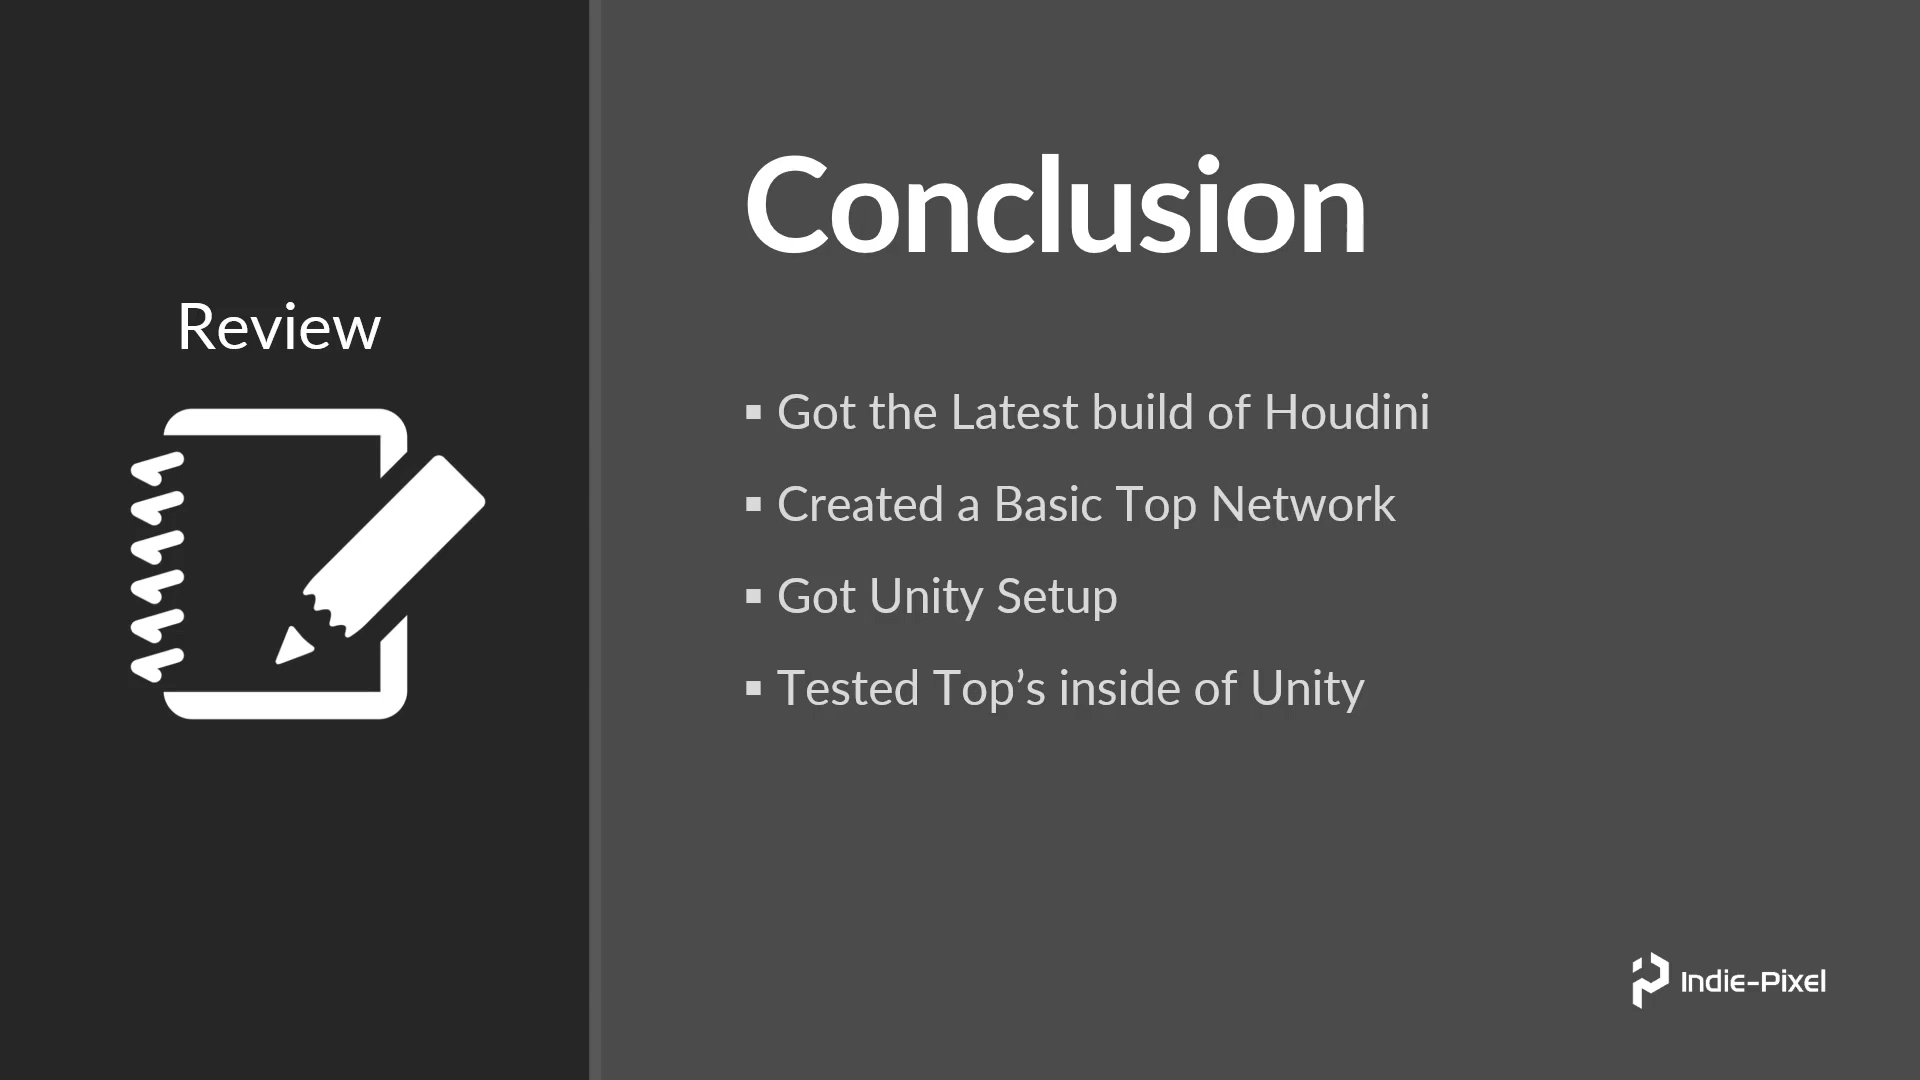 Review
Conclusion
▪ Got the Latest build of Houdini
▪ Created a Basic Top Network
▪ Got Unity Setup
▪ Tested Top’s inside of Unity
Indie-Pixel